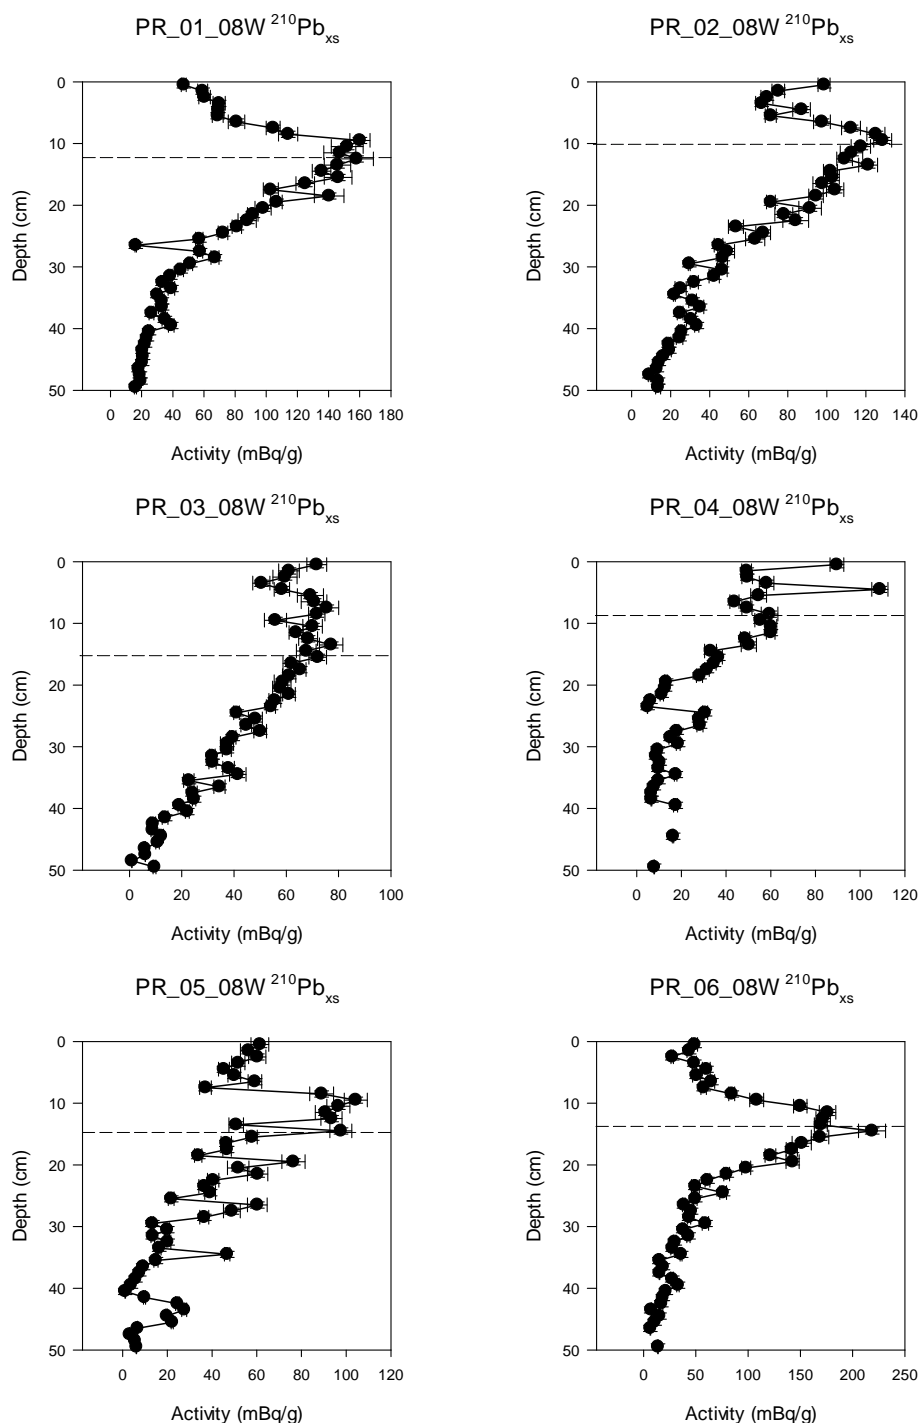 PR_01_08W ²¹⁰Pbₓₛ
0
10
20
30
40
50
Depth (cm)
0 20 40 60 80 100 120 140 160 180
Activity (mBq/g)
PR_02_08W ²¹⁰Pbₓₛ
0
10
20
30
40
50
Depth (cm)
0 20 40 60 80 100 120 140
Activity (mBq/g)
PR_03_08W ²¹⁰Pbₓₛ
0
10
20
30
40
50
Depth (cm)
0 20 40 60 80 100
Activity (mBq/g)
PR_04_08W ²¹⁰Pbₓₛ
0
10
20
30
40
50
Depth (cm)
0 20 40 60 80 100 120
Activity (mBq/g)
PR_05_08W ²¹⁰Pbₓₛ
0
10
20
30
40
50
Depth (cm)
0 20 40 60 80 100 120
Activity (mBq/g)
PR_06_08W ²¹⁰Pbₓₛ
0
10
20
30
40
50
Depth (cm)
0 50 100 150 200 250
Activity (mBq/g)